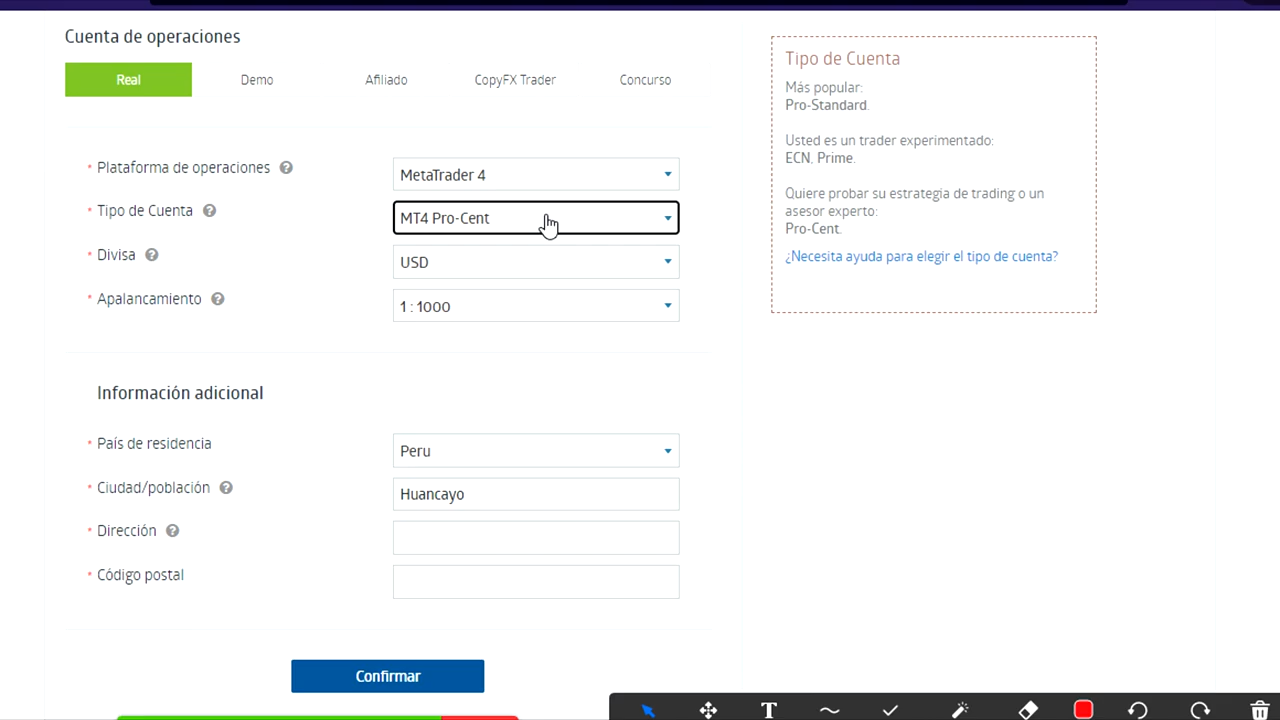 Cuenta de operaciones
Real Demo Afiliado CopyFX Trader Concurso
* Plataforma de operaciones ? MetaTrader 4
* Tipo de Cuenta ? MT4 Pro-Cent
* Divisa ? USD
* Apalancamiento ? 1 : 1000
Información adicional
* País de residencia Peru
* Ciudad/población ? Huancayo
* Dirección ?
* Código postal
Confirmar
Tipo de Cuenta
Más popular:
Pro-Standard.
Usted es un trader experimentado:
ECN, Prime.
Quiere probar su estrategia de trading o un
asesor experto:
Pro-Cent.
¿Necesita ayuda para elegir el tipo de cuenta?
T